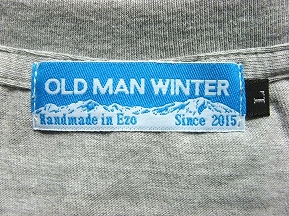 OLD MAN WINTER
Handmade in Ezo Since 2015
L